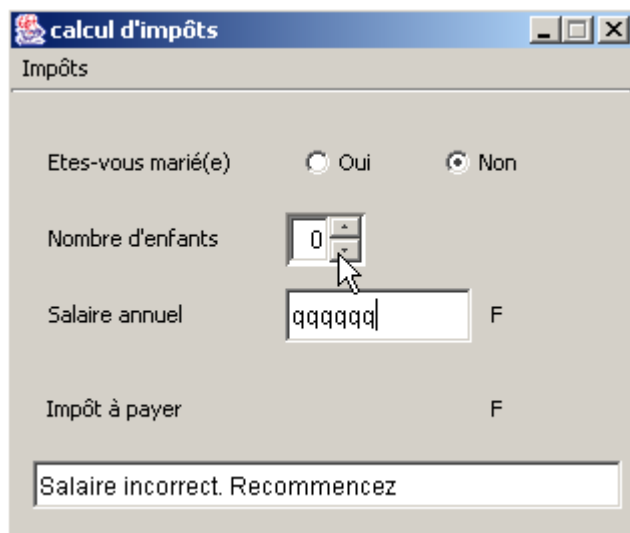 calcul d'impôts
Impôts
Etes-vous marié(e) Oui Non
Nombre d'enfants 0
Salaire annuel qqqqqq F
Impôt à payer F
Salaire incorrect. Recommencez